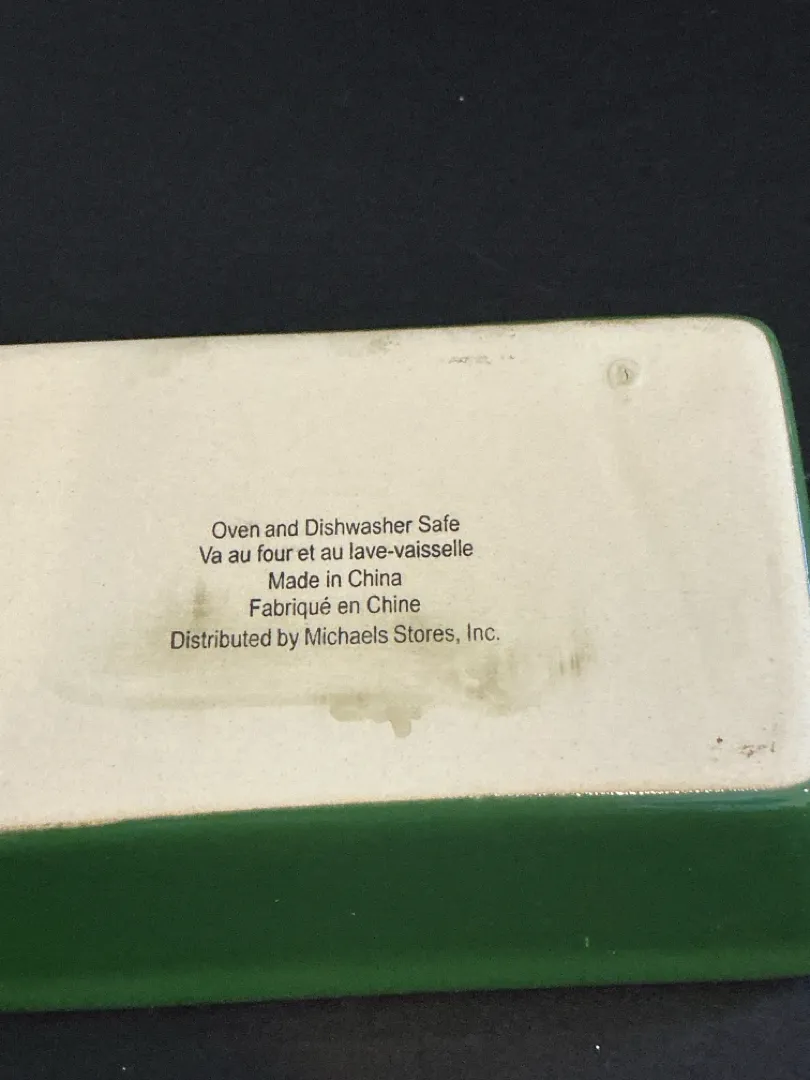 Oven and Dishwasher Safe
Va au four et au lave-vaisselle
Made in China
Fabriqué en Chine
Distributed by Michaels Stores, Inc.